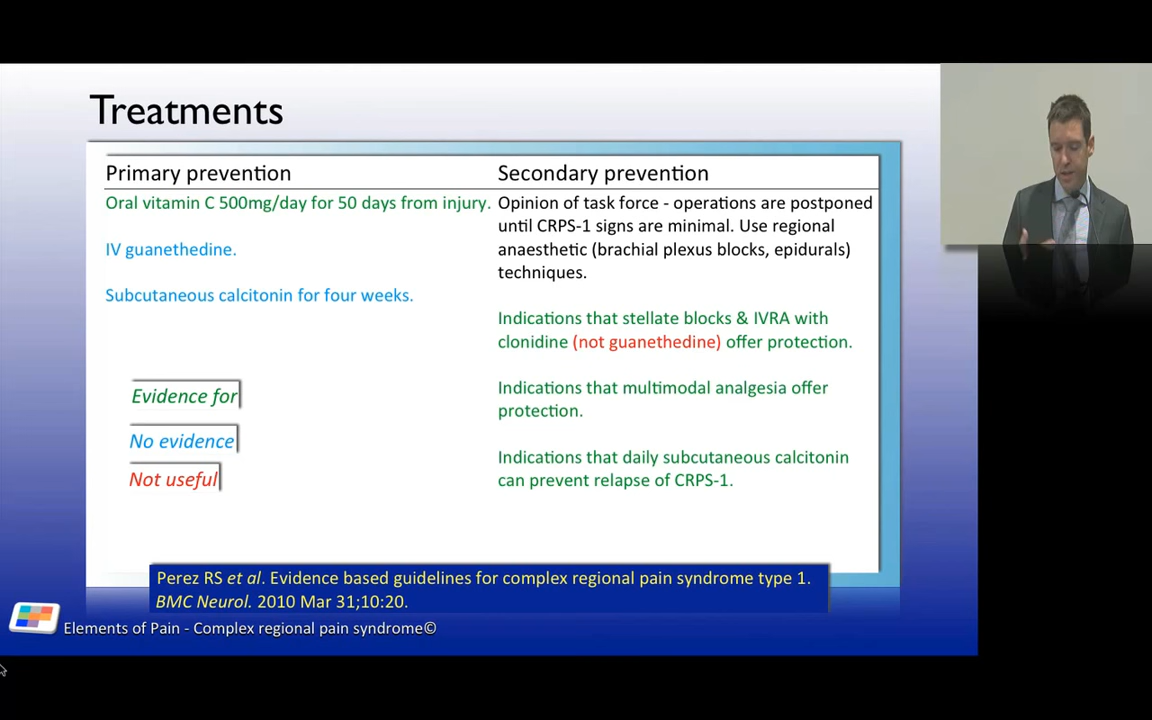 Treatments
Primary prevention
Oral vitamin C 500mg/day for 50 days from injury.
IV guanethedine.
Subcutaneous calcitonin for four weeks.
Evidence for
No evidence
Not useful
Secondary prevention
Opinion of task force - operations are postponed
until CRPS-1 signs are minimal. Use regional
anaesthetic (brachial plexus blocks, epidurals)
techniques.
Indications that stellate blocks & IVRA with
clonidine (not guanethedine) offer protection.
Indications that multimodal analgesia offer
protection.
Indications that daily subcutaneous calcitonin
can prevent relapse of CRPS-1.
Perez RS et al. Evidence based guidelines for complex regional pain syndrome type 1.
BMC Neurol. 2010 Mar 31;10:20.
Elements of Pain - Complex regional pain syndrome©